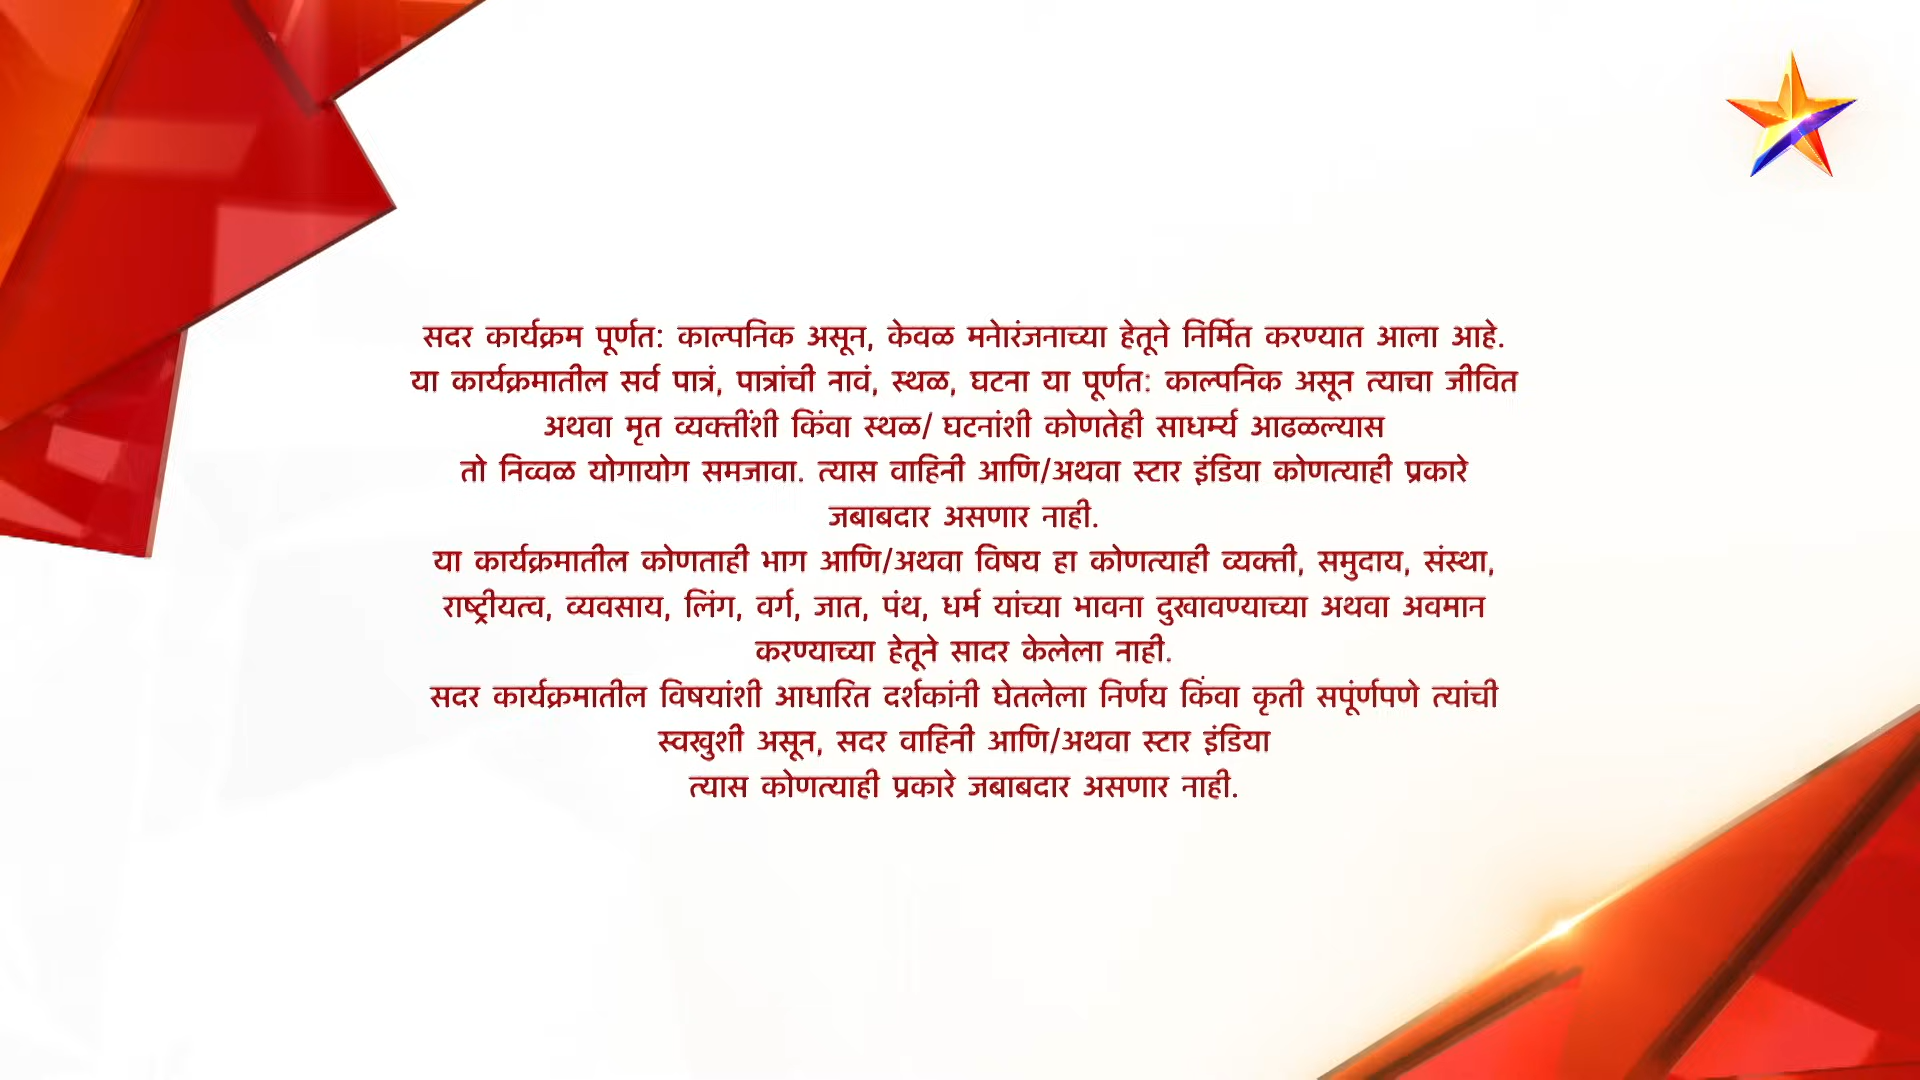 सदर कार्यक्रम पूर्णत: काल्पनिक असून, केवळ मनोरंजनाच्या हेतूने निर्मित करण्यात आला आहे.
या कार्यक्रमातील सर्व पात्रं, पात्रांची नावं, स्थळ, घटना या पूर्णत: काल्पनिक असून त्याचा जीवित
अथवा मृत व्यक्तींशी किंवा स्थळ/ घटनांशी कोणतेही साधर्म्य आढळल्यास
तो निव्वळ योगायोग समजावा. त्यास वाहिनी आणि/अथवा स्टार इंडिया कोणत्याही प्रकारे
जबाबदार असणार नाही.
या कार्यक्रमातील कोणताही भाग आणि/अथवा विषय हा कोणत्याही व्यक्ती, समुदाय, संस्था,
राष्ट्रीयत्व, व्यवसाय, लिंग, वर्ग, जात, पंथ, धर्म यांच्या भावना दुखावण्याच्या अथवा अवमान
करण्याच्या हेतूने सादर केलेला नाही.
सदर कार्यक्रमातील विषयांशी आधारित दर्शकांनी घेतलेला निर्णय किंवा कृती सपूंर्णपणे त्यांची
स्वखुशी असून, सदर वाहिनी आणि/अथवा स्टार इंडिया
त्यास कोणत्याही प्रकारे जबाबदार असणार नाही.